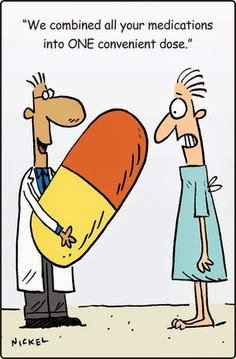 “We combined all your medications
into ONE convenient dose.”
NICKEL